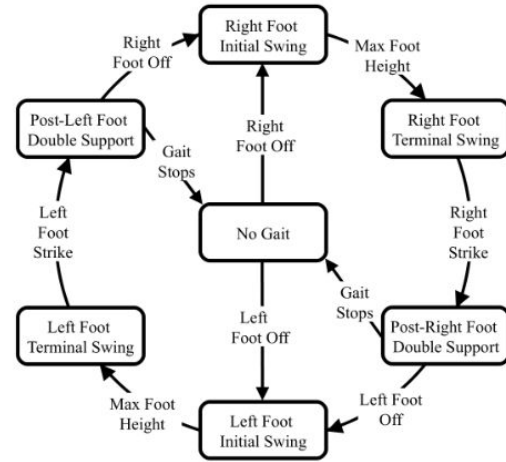 Right Foot
Initial Swing
Right
Foot Off
Max Foot
Height
Post-Left Foot
Double Support
Right Foot
Terminal Swing
Gait
Stops
Right
Foot Off
Left
Foot
Strike
No Gait
Right
Foot
Strike
Gait
Stops
Left Foot
Terminal Swing
Left
Foot Off
Post-Right Foot
Double Support
Max Foot
Height
Left Foot
Initial Swing
Left Foot
Off